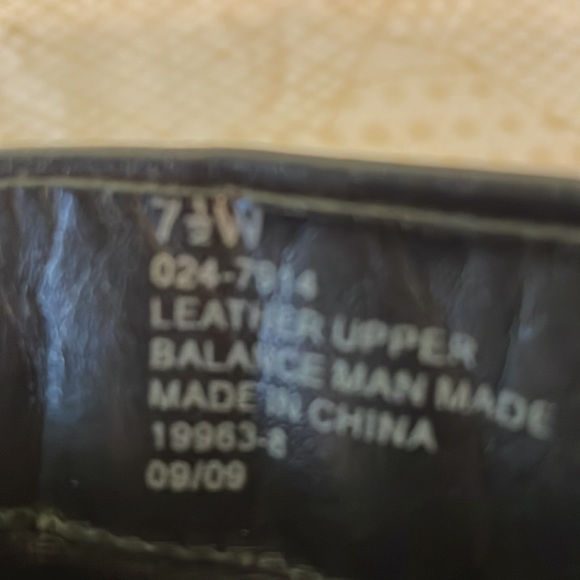 7½W
024-7914
LEATHER UPPER
BALANCE MAN MADE
MADE IN CHINA
19963-8
09/09